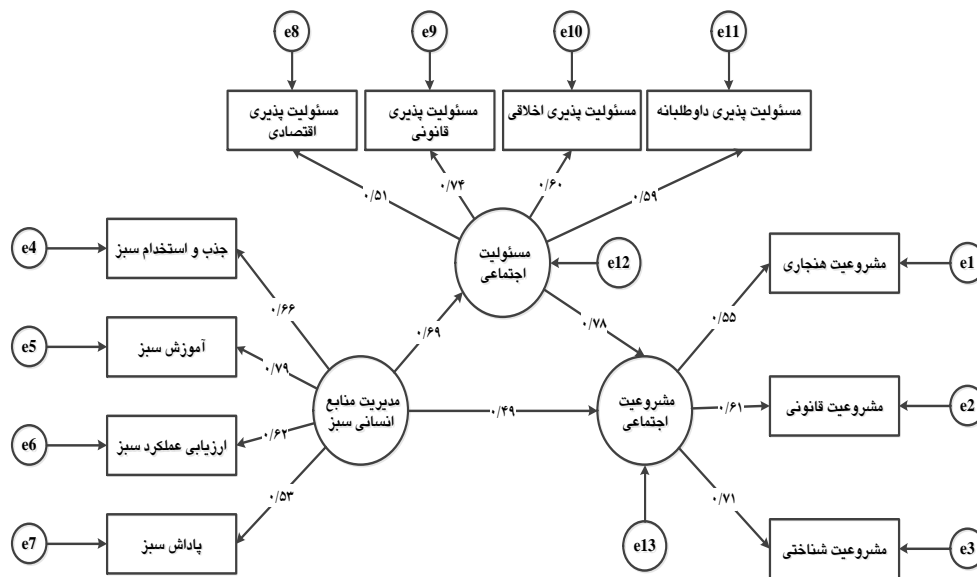 e8
e9
e10
e11
مسئولیت پذیری
اقتصادی
مسئولیت پذیری
قانونی
مسئولیت پذیری اخلاقی
مسئولیت پذیری داوطلبانه
۰/۵۱
۰/۷۴
۰/۶۰
۰/۵۹
e4
جذب و استخدام سبز
مسئولیت
اجتماعی
e12
مشروعیت هنجاری
e1
۰/۶۶
۰/۶۹
۰/۷۸
۰/۵۵
e5
آموزش سبز
۰/۷۹
مدیریت منابع
انسانی سبز
۰/۴۹
مشروعیت
اجتماعی
۰/۶۱
مشروعیت قانونی
e2
e6
ارزیابی عملکرد سبز
۰/۶۲
۰/۵۳
۰/۷۱
e7
پاداش سبز
e13
مشروعیت شناختی
e3